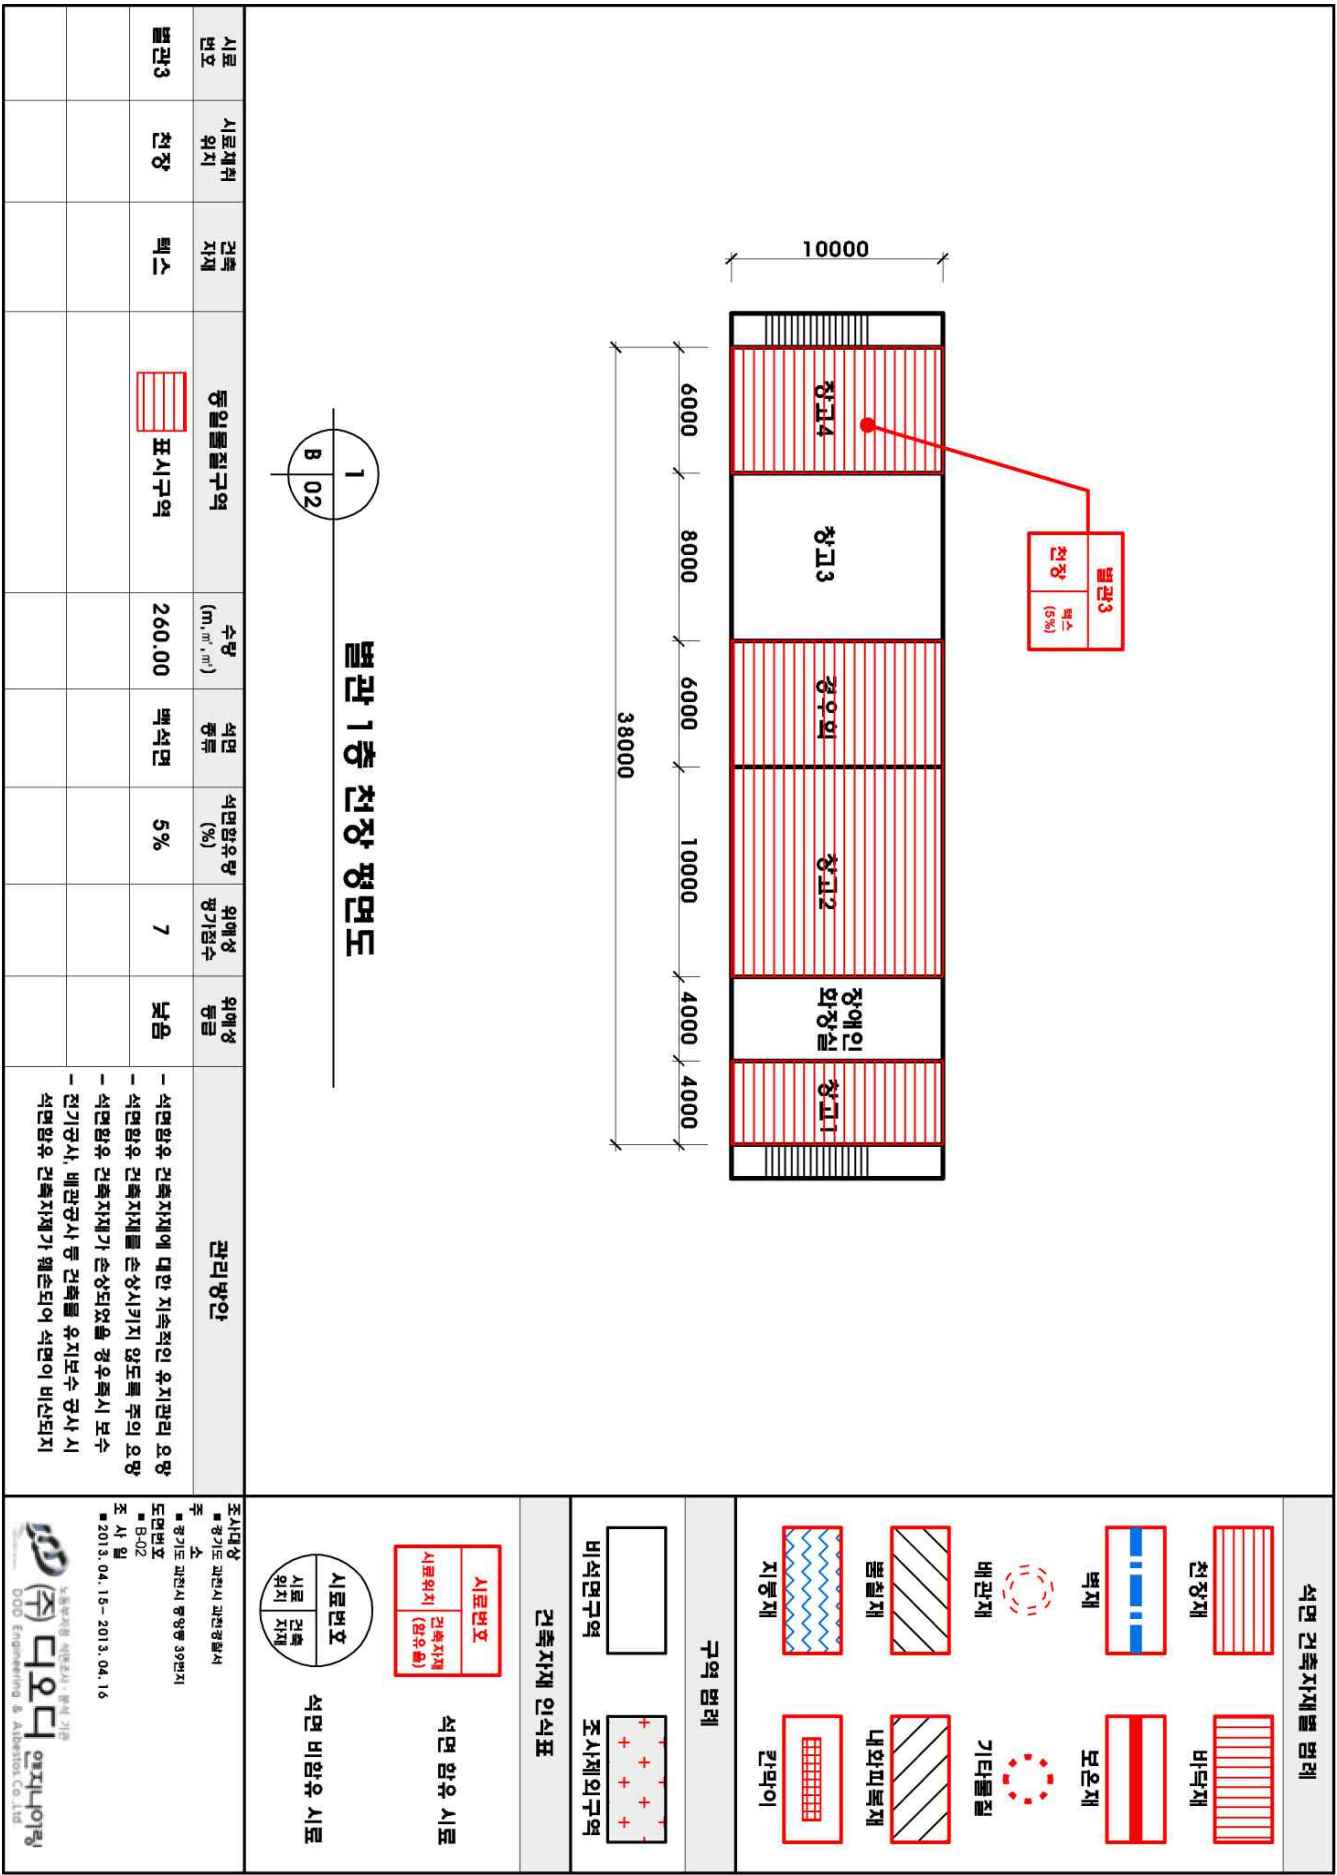 석면 건축자재별 범례
천장재
바닥재
벽재
보온재
배관재
기타물질
뿜칠재
내화피복재
지붕재
칸막이
구역 범례
비석면구역
조사제외구역
건축자재 인식표
시료번호
시료위치
건축자재
(함유율)
석면 함유 시료
시료번호
시료
위치
건축
자재
석면 비함유 시료
조사대상
■ 경기도 과천시 과천경찰서
주 소
■ 경기도 과천시 중앙동 39번지
도면번호
■ B-02
조 사 일
■ 2013. 04. 15 - 2013. 04. 16
노동부지정 석면조사 · 분석 기관
(주) 디오디 엔지니어링
DOD Engineering & Asbestos Co.,Ltd
별관3
천장
텍스
(5%)
10000
창고4
창고3
경우회
창고2
장애인
화장실
창고1
6000
8000
6000
10000
4000
4000
38000
1
B
02
별관 1층 천장 평면도
시료
번호
시료채취
위치
건축
자재
동일물질구역
수량
(m, ㎡, ㎥)
석면
종류
석면함유량
(%)
위해성
평가점수
위해성
등급
관리방안
별관3
천장
텍스
표시구역
260.00
백석면
5%
7
낮음
- 석면함유 건축자재에 대한 지속적인 유지관리 요망
- 석면함유 건축자재를 손상시키지 않도록 주의 요망
- 석면함유 건축자재가 손상되었을 경우즉시 보수
- 전기공사, 배관공사 등 건축물 유지보수 공사 시
석면함유 건축자재가 훼손되어 석면이 비산되지